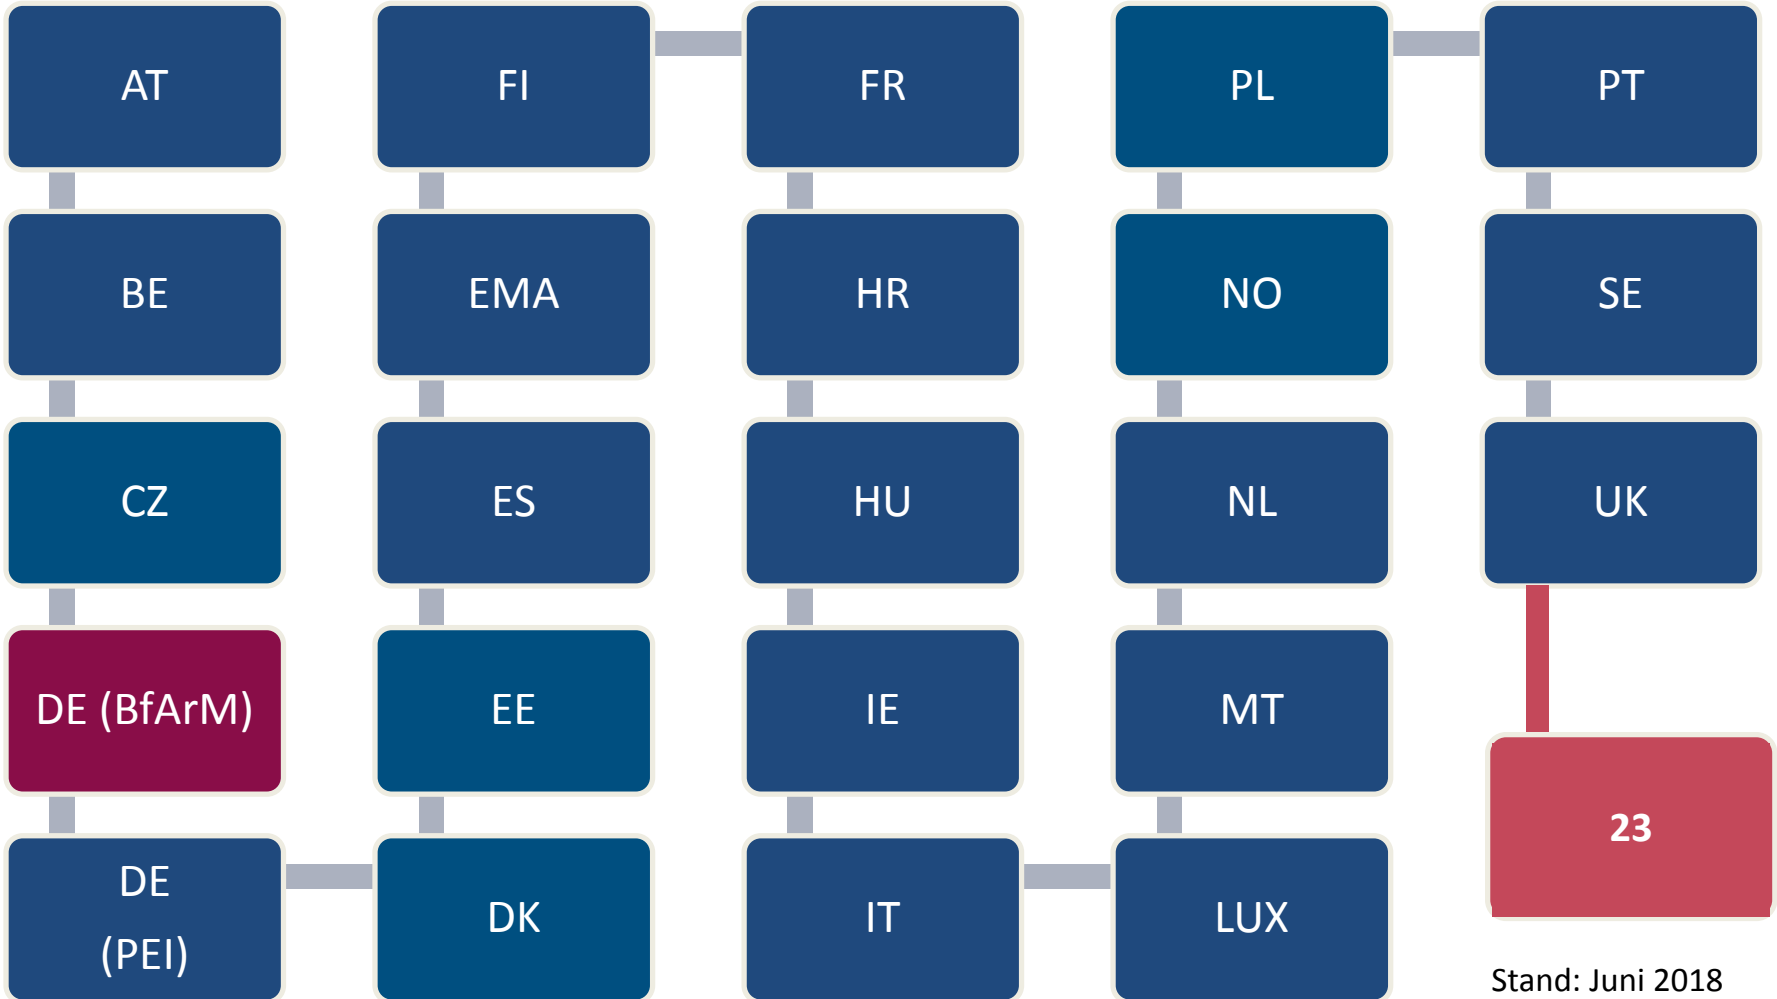 AT
FI
FR
PL
PT
BE
EMA
HR
NO
SE
CZ
ES
HU
NL
UK
DE (BfArM)
EE
IE
MT
23
DE
(PEI)
DK
IT
LUX
Stand: Juni 2018